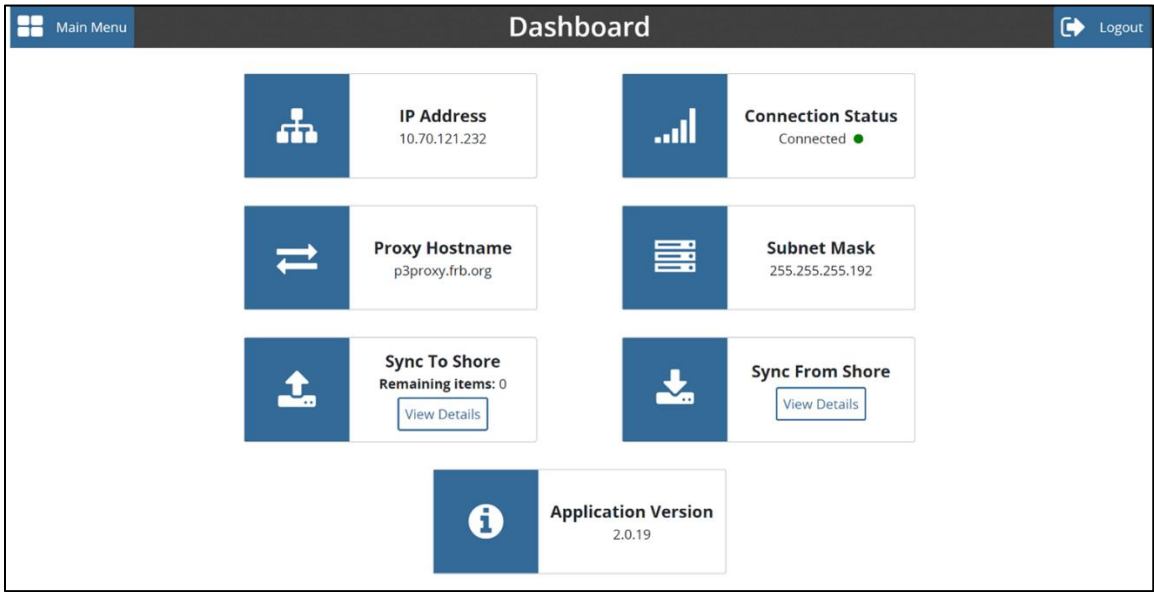 Main Menu
Dashboard
Logout
IP Address
10.70.121.232
Connection Status
Connected
Proxy Hostname
p3proxy.frb.org
Subnet Mask
255.255.255.192
Sync To Shore
Remaining items: 0
View Details
Sync From Shore
View Details
Application Version
2.0.19